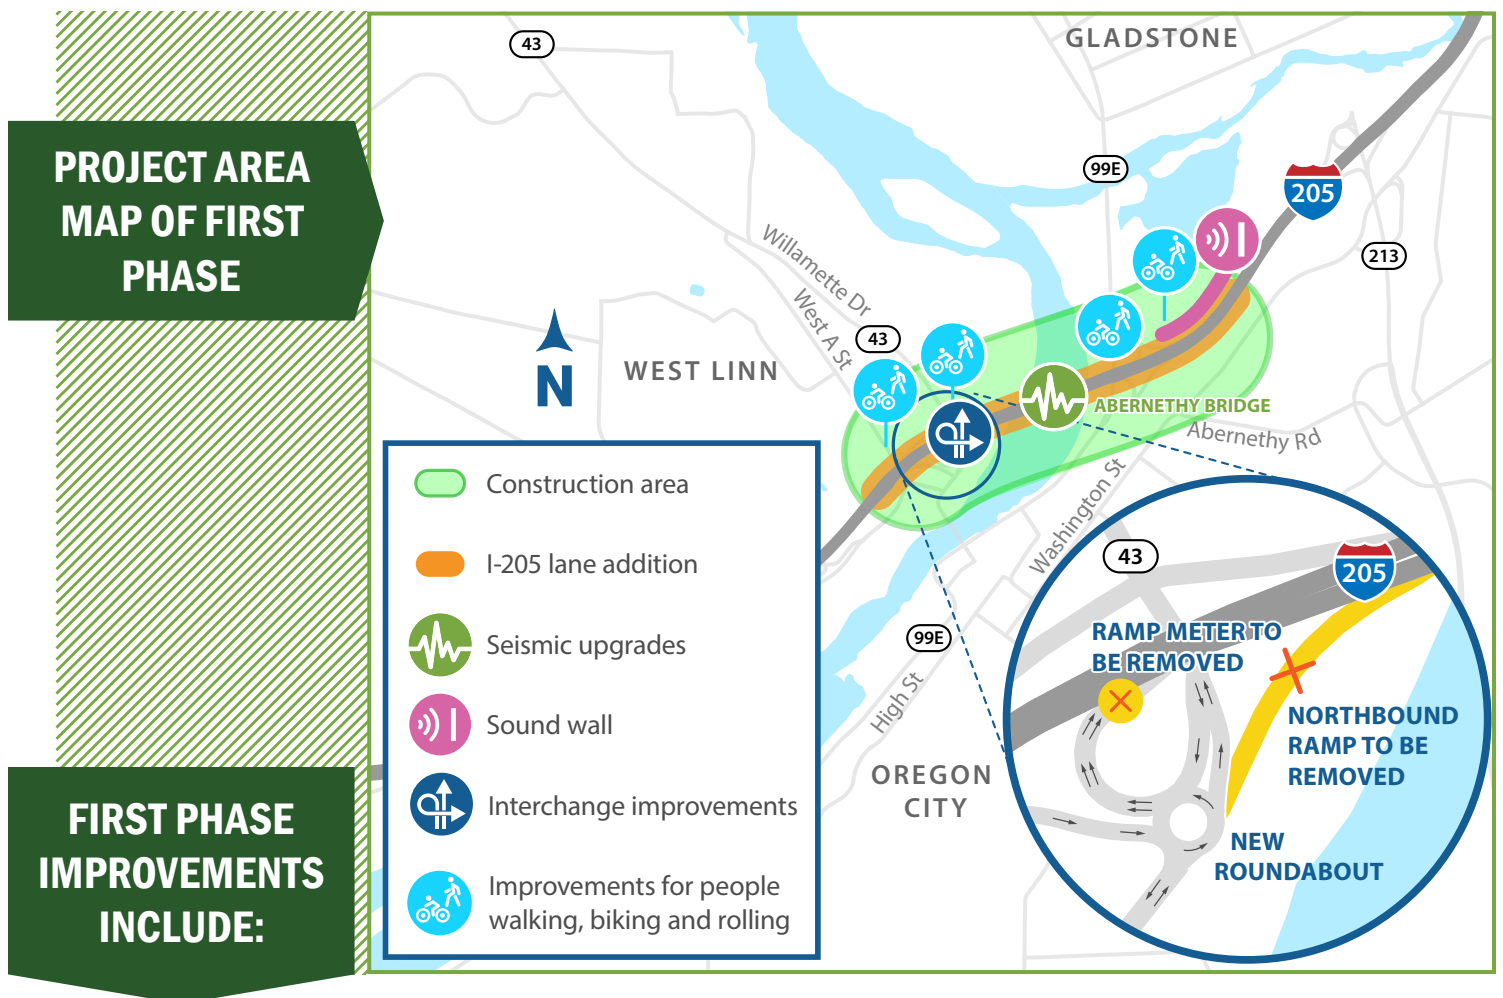 PROJECT AREA
MAP OF FIRST
PHASE
FIRST PHASE
IMPROVEMENTS
INCLUDE:
43
GLADSTONE
99E
205
213
Willamette Dr
West A St
43
WEST LINN
N
ABERNETHY BRIDGE
Abernethy Rd
Washington St
99E
High St
OREGON
CITY
Construction area
I-205 lane addition
Seismic upgrades
Sound wall
Interchange improvements
Improvements for people
walking, biking and rolling
43
205
RAMP METER TO
BE REMOVED
NORTHBOUND
RAMP TO BE
REMOVED
NEW
ROUNDABOUT